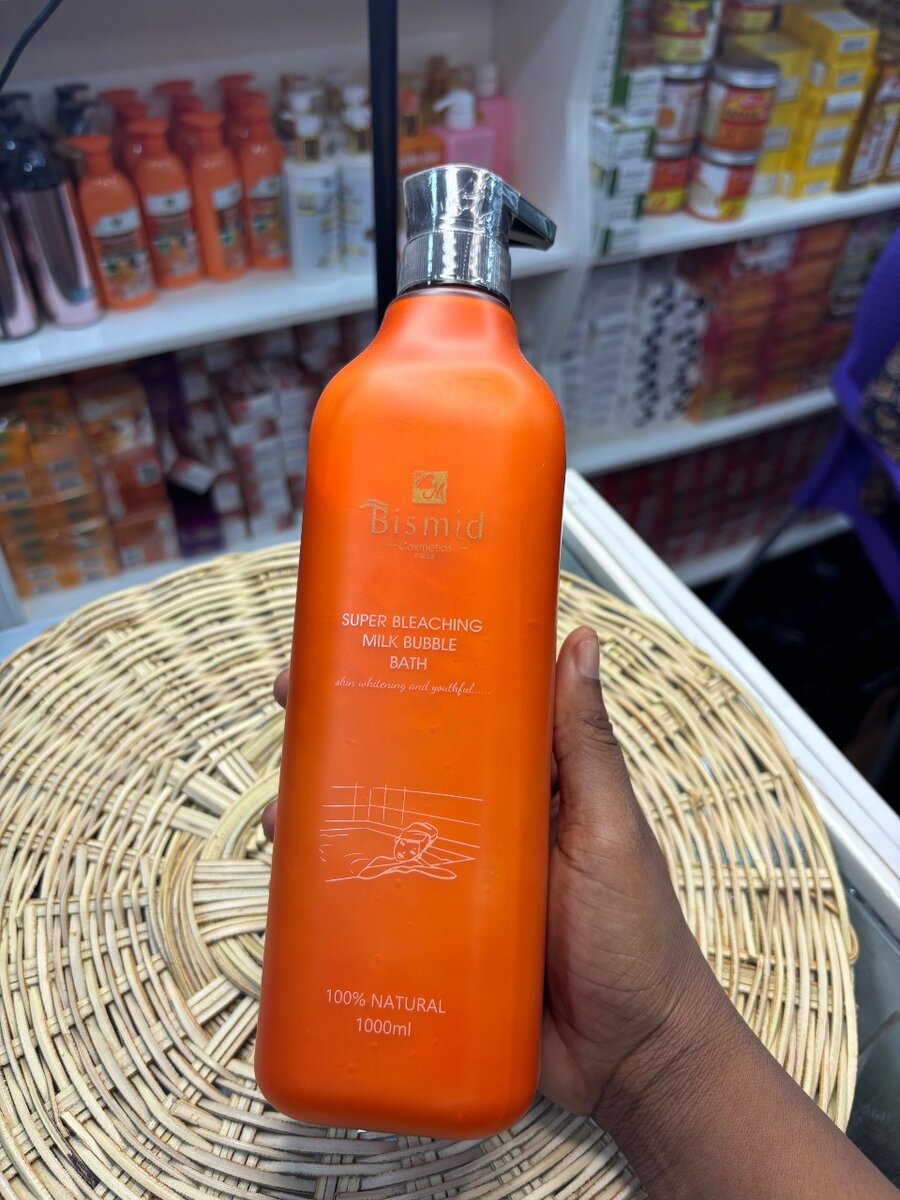 Bismid
Cosmetics
PARIS
SUPER BLEACHING
MILK BUBBLE
BATH
skin whitening and youthful.....
100% NATURAL
1000ml